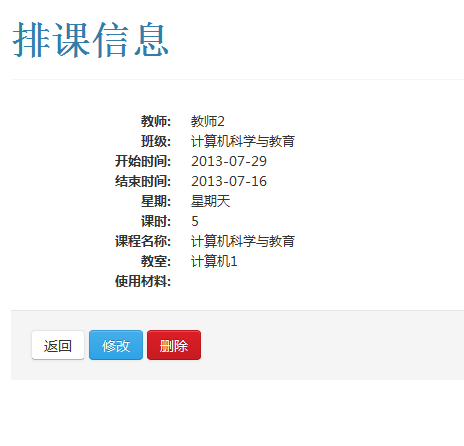 排课信息
教师: 教师2
班级: 计算机科学与教育
开始时间: 2013-07-29
结束时间: 2013-07-16
星期: 星期天
课时: 5
课程名称: 计算机科学与教育
教室: 计算机1
使用材料:
返回 修改 删除